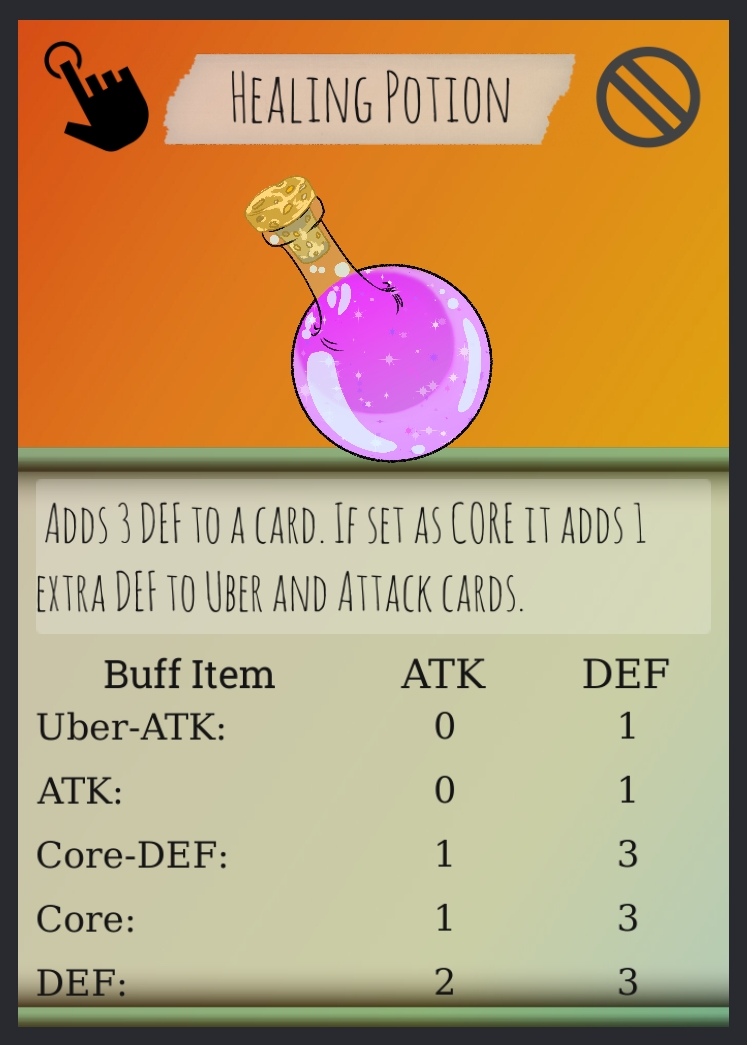 Healing Potion
Adds 3 DEF to a card. If set as CORE it adds 1
extra DEF to Uber and Attack cards.
Buff Item ATK DEF
Uber-ATK: 0 1
ATK: 0 1
Core-DEF: 1 3
Core: 1 3
DEF: 2 3